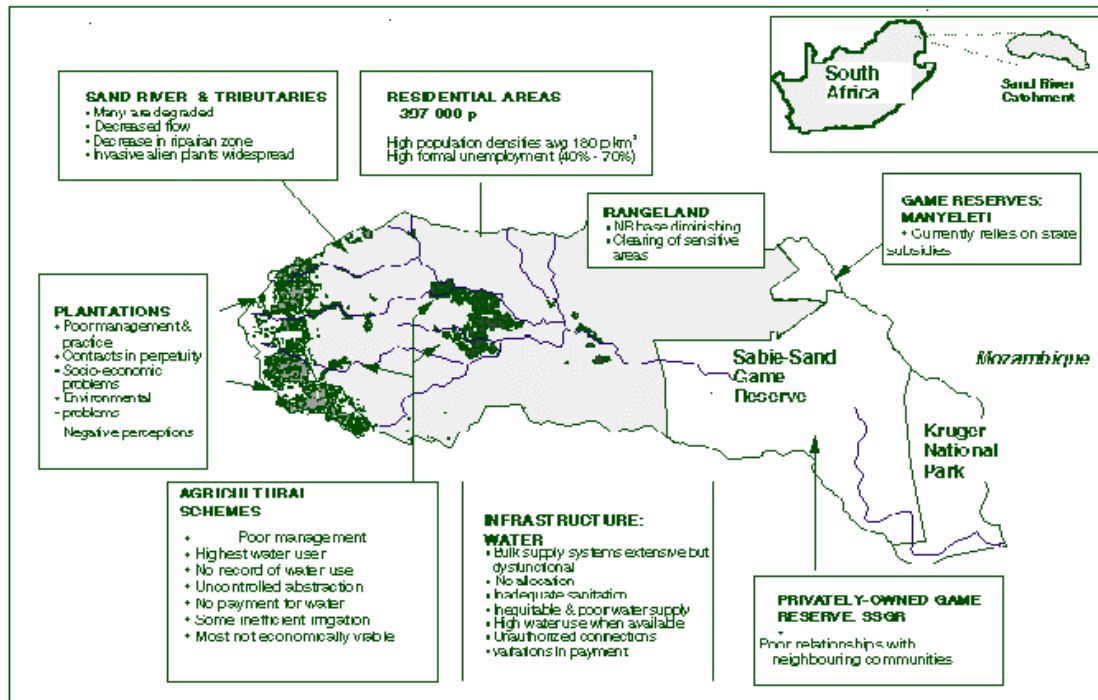 South
Africa
Sand River
Catchment
SAND RIVER & TRIBUTARIES
• Many are degraded
• Decreased flow
• Decrease in riparian zone
• Invasive alien plants widespread
RESIDENTIAL AREAS
397 000 p
High population densities avg 180 p km²
High formal unemployment (40% - 70%)
RANGELAND
• NR base diminishing
• Clearing of sensitive
areas
GAME RESERVES:
MANYELETI
• Currently relies on state
subsidies
PLANTATIONS
• Poor management &
practice
• Contacts in perpetuity
• Socio-economic
problems
• Environmental
- problems
Negative perceptions
Sabie-Sand
Game
Reserve
Mozambique
Kruger
National
Park
AGRICULTURAL
SCHEMES
• Poor management
• Highest water user
• No record of water use
• Uncontrolled abstraction
• No payment for water
• Some inefficient irrigation
• Most not economically viable
INFRASTRUCTURE:
WATER
• Bulk supply systems extensive but
dysfunctional
• No allocation
• Inadequate sanitation
• Inequitable & poor water supply
• High water use when available
• Unauthorized connections
• variations in payment
PRIVATELY-OWNED GAME
RESERVE. SSGR
•
Poor relationships with
neighbouring communities